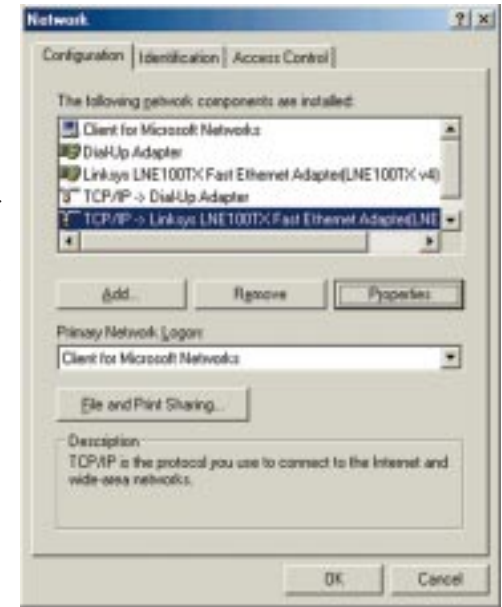 Network
Configuration Identification Access Control
The following network components are installed:
Client for Microsoft Networks
Dial-Up Adapter
Linksys LNE100TX Fast Ethernet Adapter(LNE100TX v4)
TCP/IP -> Dial-Up Adapter
TCP/IP -> Linksys LNE100TX Fast Ethernet Adapter(LNE
Add... Remove Properties
Primary Network Logon:
Client for Microsoft Networks
File and Print Sharing...
Description
TCP/IP is the protocol you use to connect to the Internet and
wide-area networks.
OK Cancel